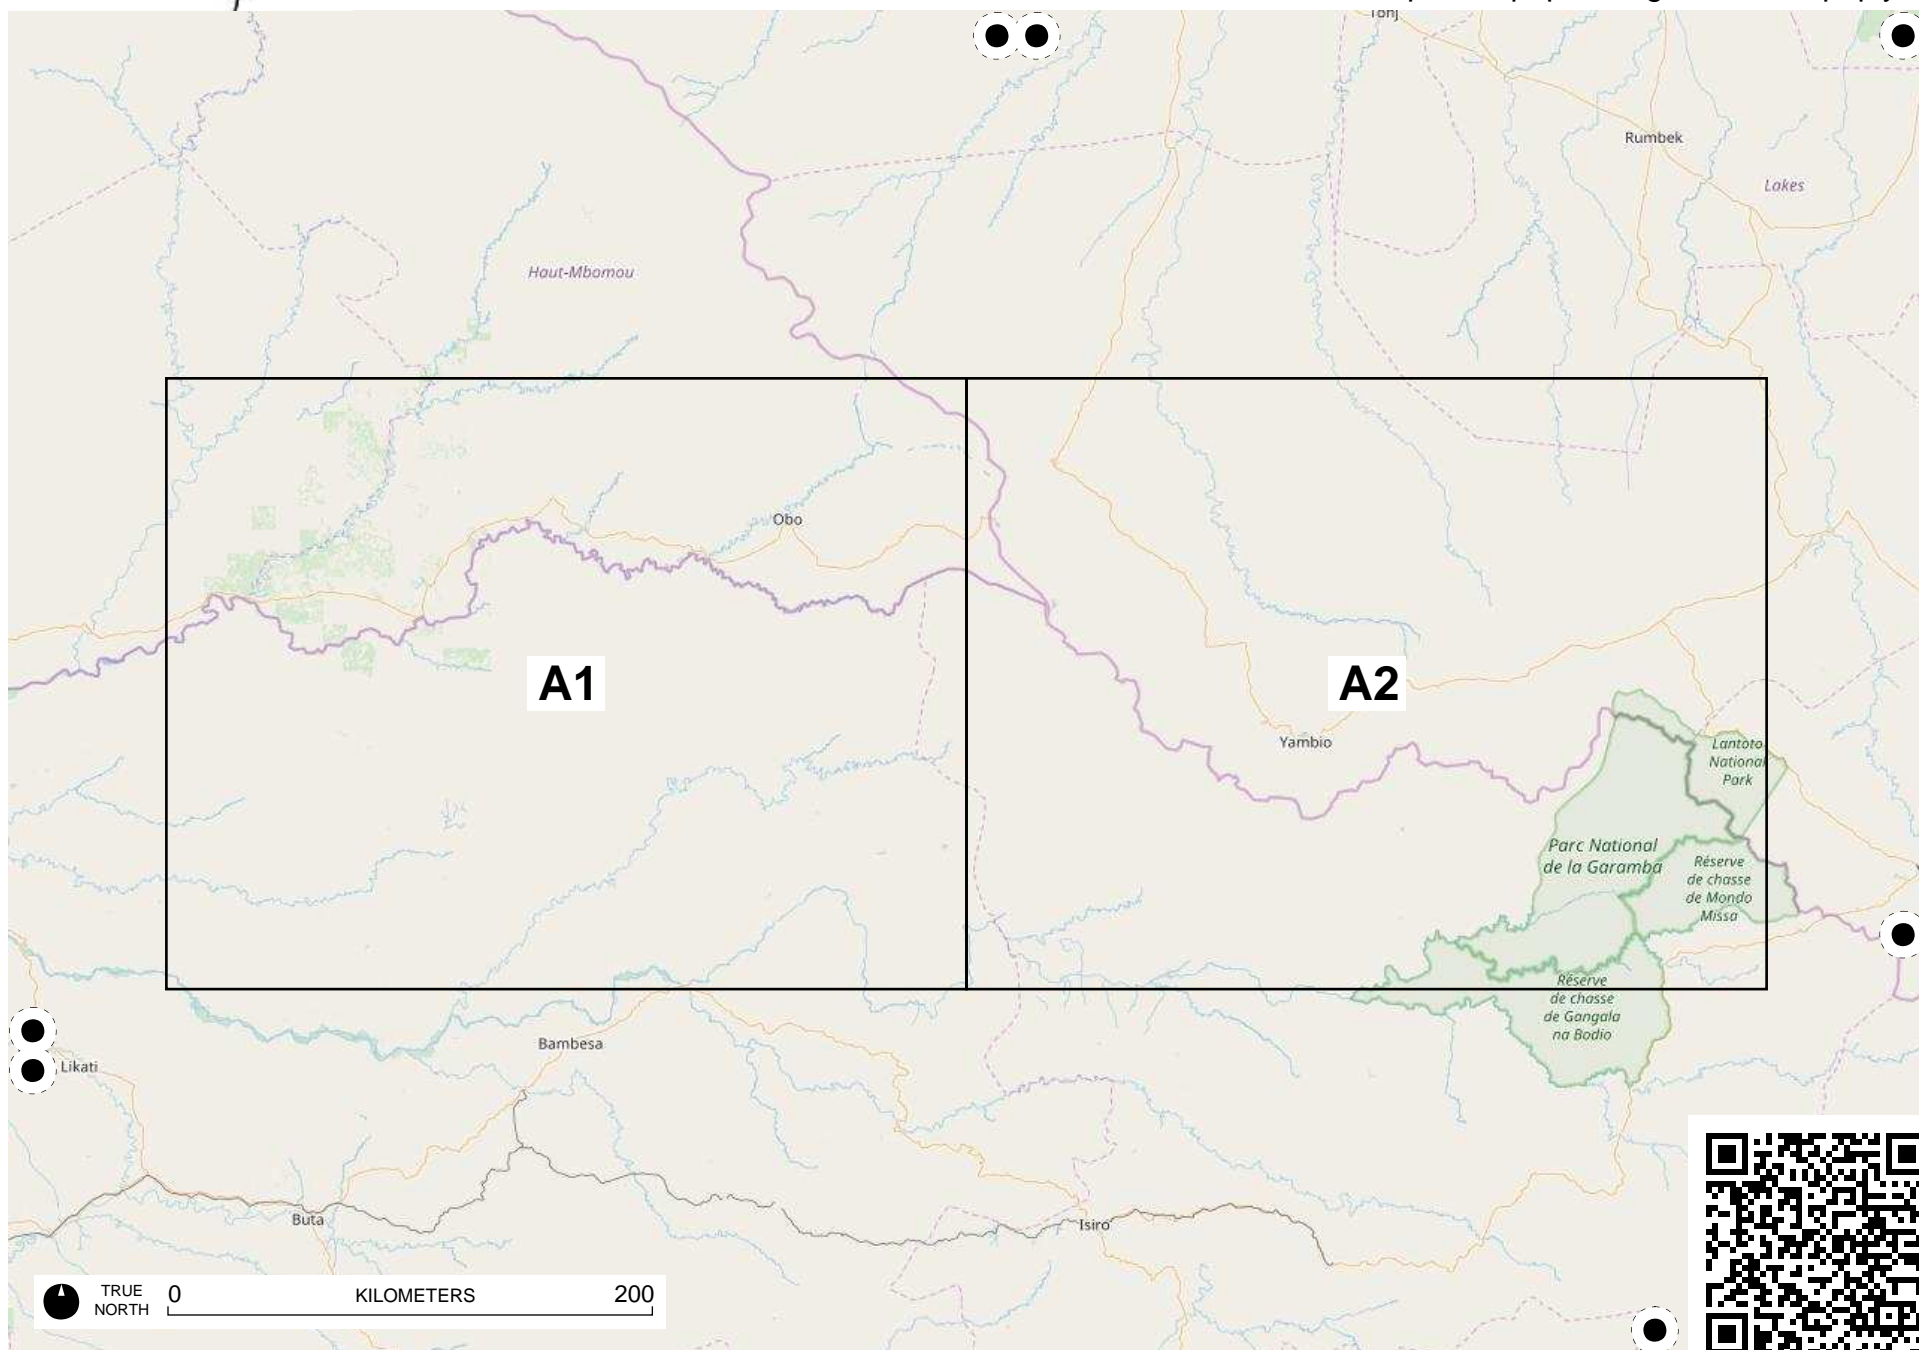 Tonj
Rumbek
Lakes
Haut-Mbomou
Obo
A1
A2
Yambio
Lantoto
National
Park
Parc National
de la Garamba
Réserve
de chasse
de Mondo
Missa
Réserve
de chasse
de Gangala
na Bodio
Bambesa
Likati
Buta
Isiro
TRUE
NORTH
0
KILOMETERS
200